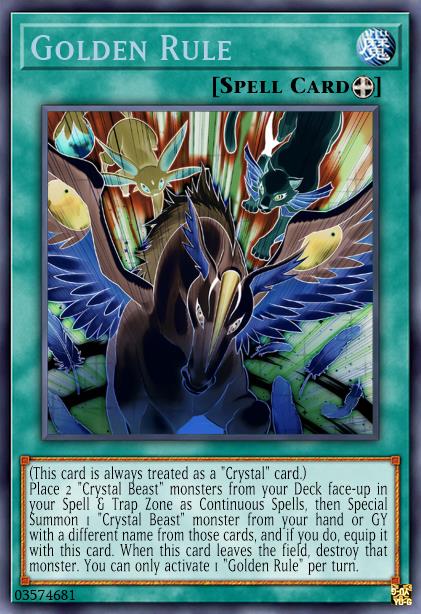 Golden Rule
魔
[Spell Card]
(This card is always treated as a "Crystal" card.)
Place 2 "Crystal Beast" monsters from your Deck face-up in
your Spell & Trap Zone as Continuous Spells, then Special
Summon 1 "Crystal Beast" monster from your hand or GY
with a different name from those cards, and if you do, equip it
with this card. When this card leaves the field, destroy that
monster. You can only activate 1 "Golden Rule" per turn.
03574681